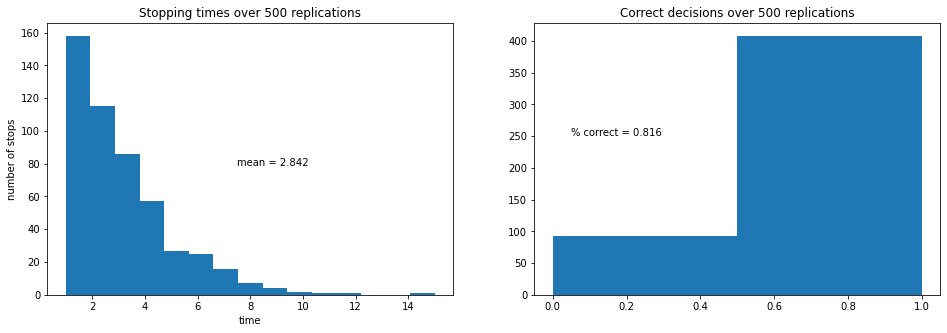 Stopping times over 500 replications
160
140
120
100
80
60
40
20
0
number of stops
mean = 2.842
2 4 6 8 10 12 14
time
Correct decisions over 500 replications
400
350
300
250
200
150
100
50
0
% correct = 0.816
0.0 0.2 0.4 0.6 0.8 1.0